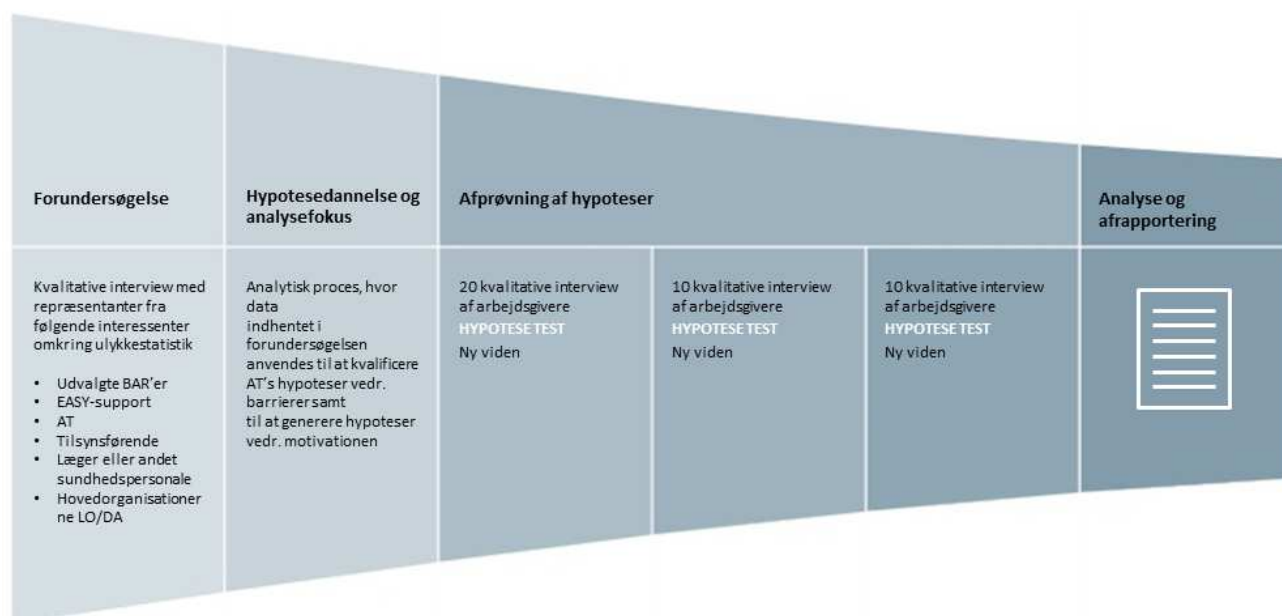 Forundersøgelse
Kvalitative interview med
repræsentanter fra
følgende interessenter
omkring ulykkestatistik
• Udvalgte BAR'er
• EASY-support
• AT
• Tilsynsførende
• Læger eller andet
sundhedspersonale
• Hovedorganisationer
ne LO/DA
Hypotesedannelse og
analysefokus
Analytisk proces, hvor
data
indhentet i
forundersøgelsen
anvendes til at kvalificere
AT's hypoteser vedr.
barrierer samt
til at generere hypoteser
vedr. motivationen
Afprøvning af hypoteser
20 kvalitative interview
af arbejdsgivere
HYPOTESE TEST
Ny viden
10 kvalitative interview
af arbejdsgivere
HYPOTESE TEST
Ny viden
10 kvalitative interview
af arbejdsgivere
HYPOTESE TEST
Ny viden
Analyse og
afrapportering